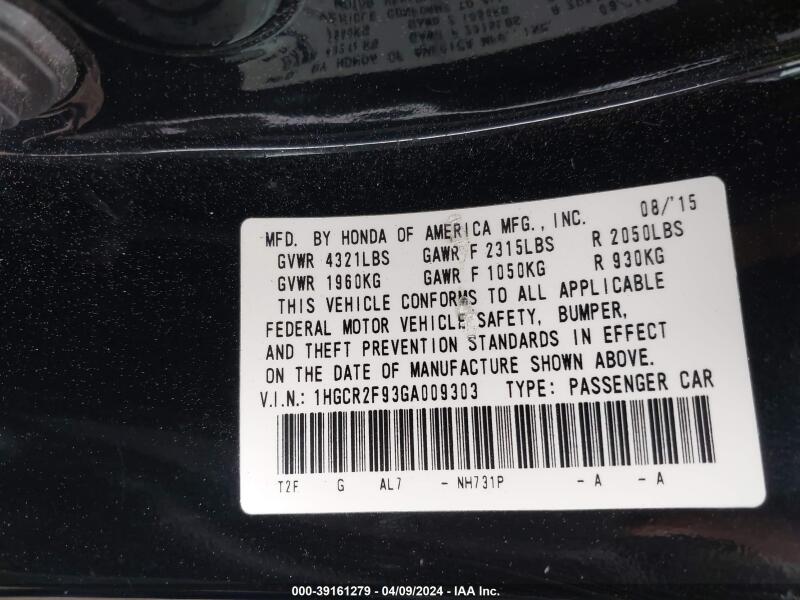 MFD. BY HONDA OF AMERICA MFG., INC. 08/'15
GVWR 4321LBS GAWR F 2315LBS R 2050LBS
GVWR 1960KG GAWR F 1050KG R 930KG
THIS VEHICLE CONFORMS TO ALL APPLICABLE
FEDERAL MOTOR VEHICLE SAFETY, BUMPER,
AND THEFT PREVENTION STANDARDS IN EFFECT
ON THE DATE OF MANUFACTURE SHOWN ABOVE.
V.I.N.: 1HGCR2F93GA009303 TYPE: PASSENGER CAR
T2F G AL7 - NH731P - A - A
000-39161279 - 04/09/2024 - IAA Inc.